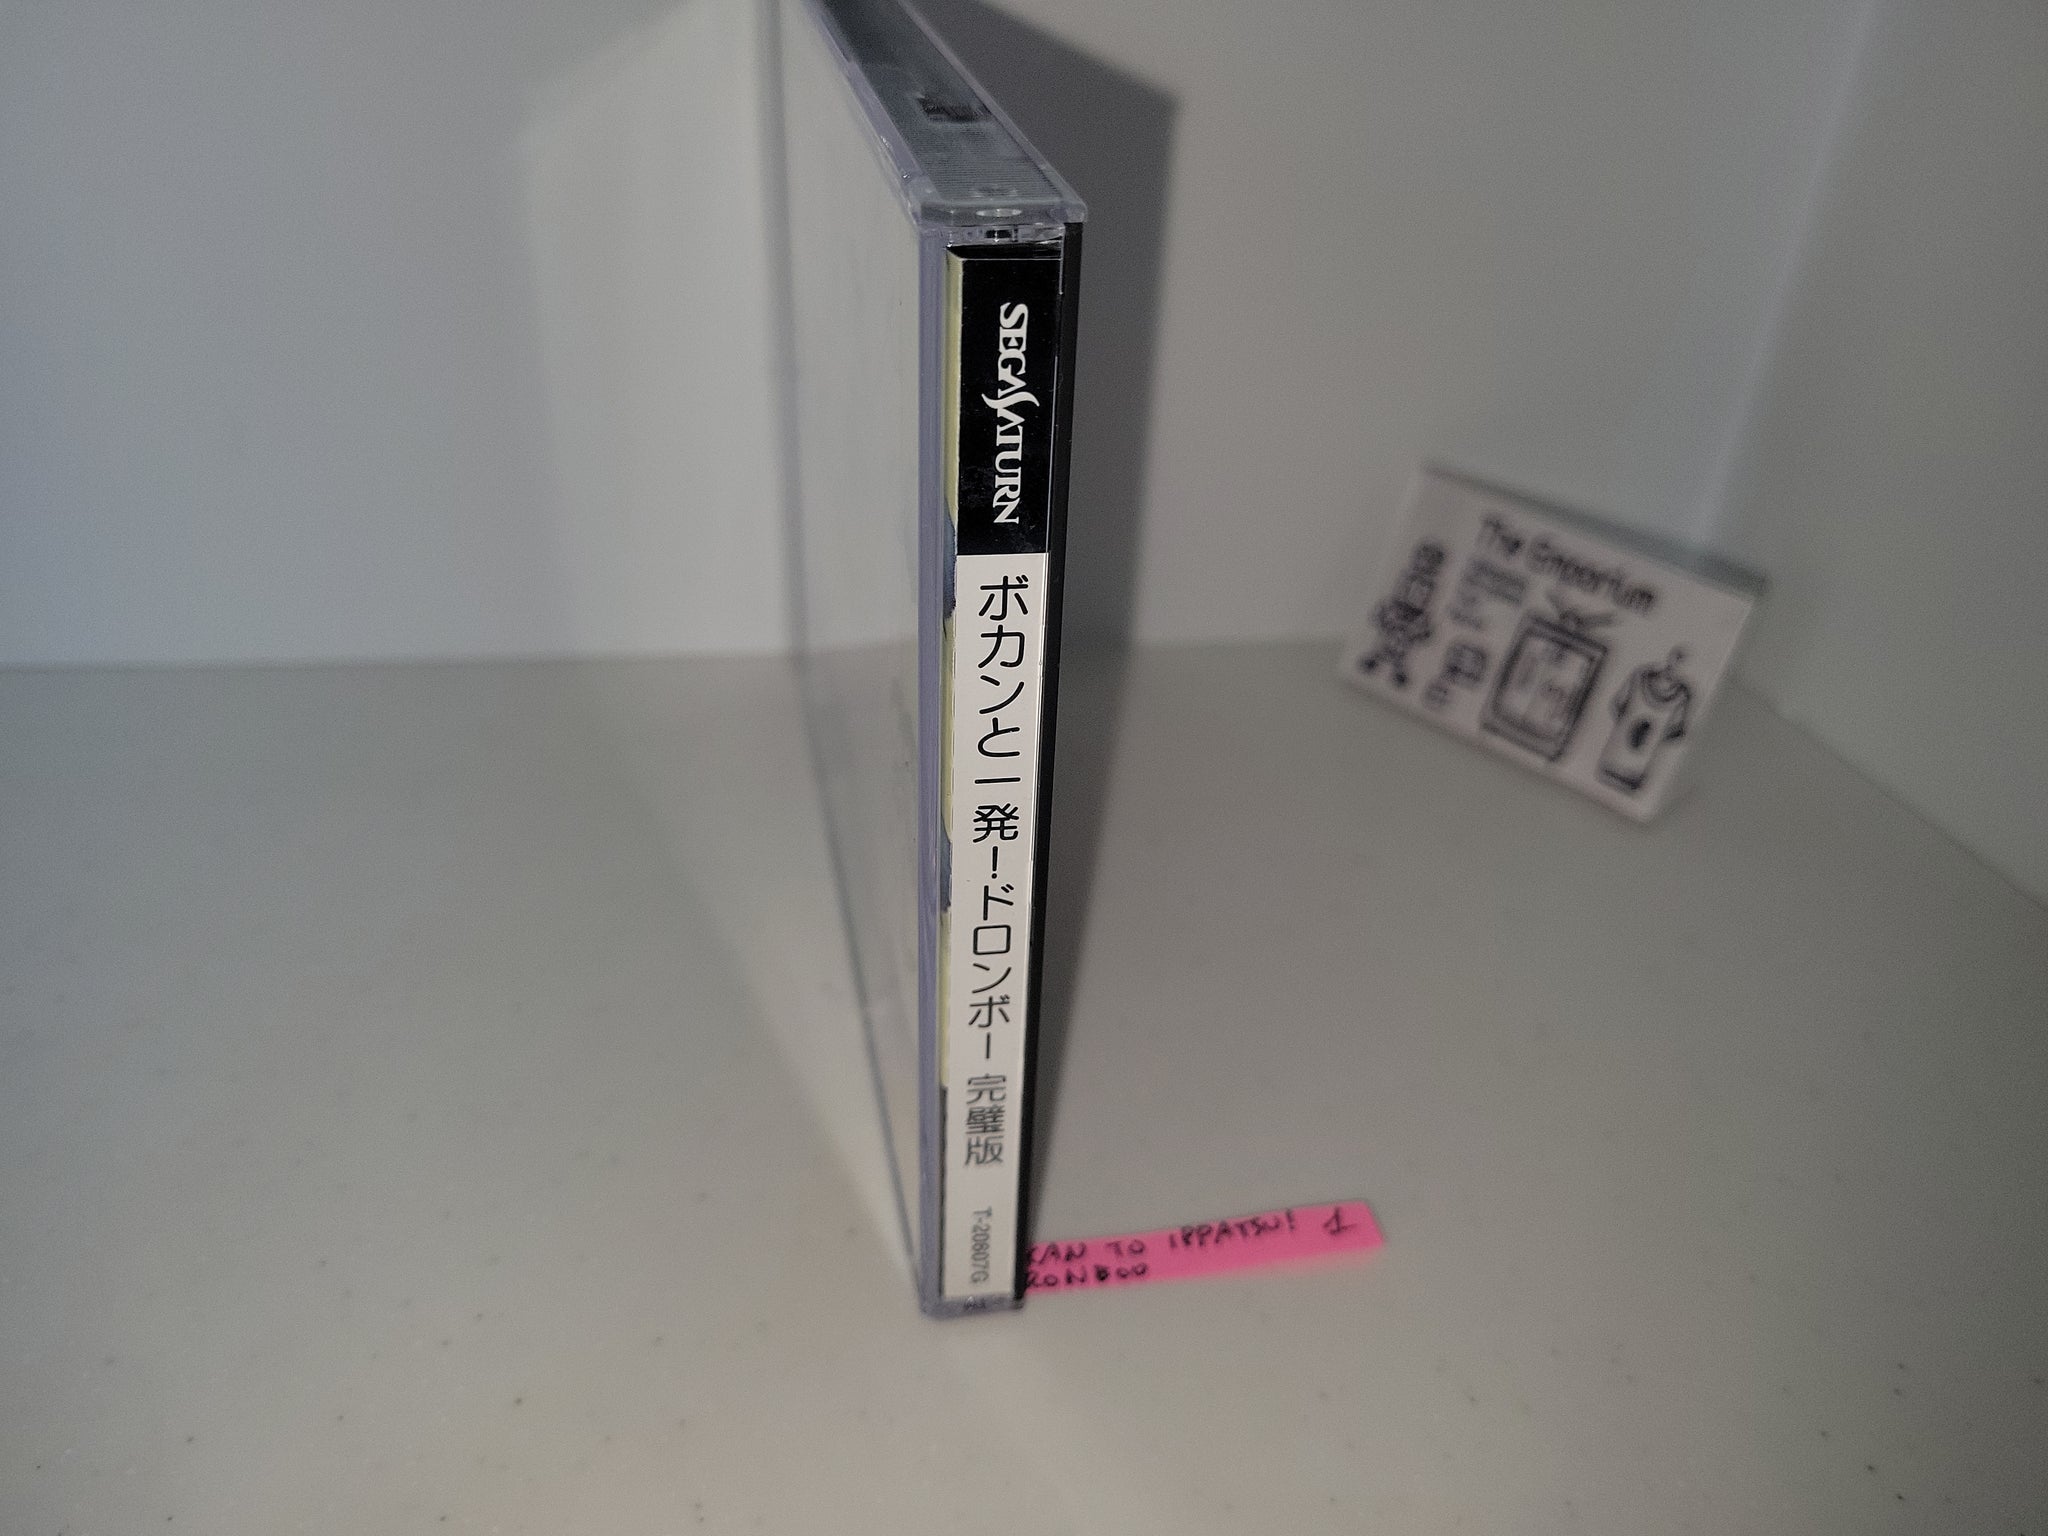 SEGA SATURN
ボカンと一発!ドロンボー 完璧版
T-20607G
The Emporium
KAN TO IPPATSU! 1
RONBOO